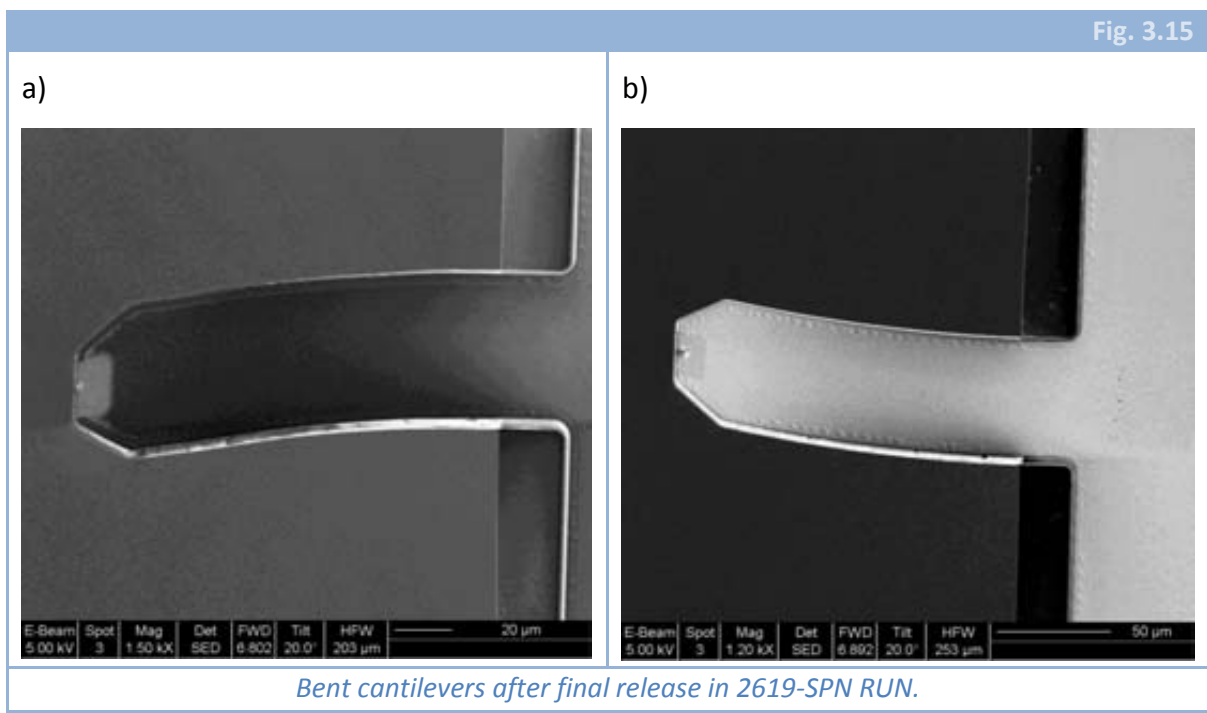 Fig. 3.15
a)
b)
E-Beam Spot Mag Det FWD Tilt HFW 20 µm
5.00 kV 3 1.50 kX SED 6.802 20.0° 203 µm
E-Beam Spot Mag Det FWD Tilt HFW 50 µm
5.00 kV 3 1.20 kX SED 6.892 20.0° 253 µm
Bent cantilevers after final release in 2619-SPN RUN.